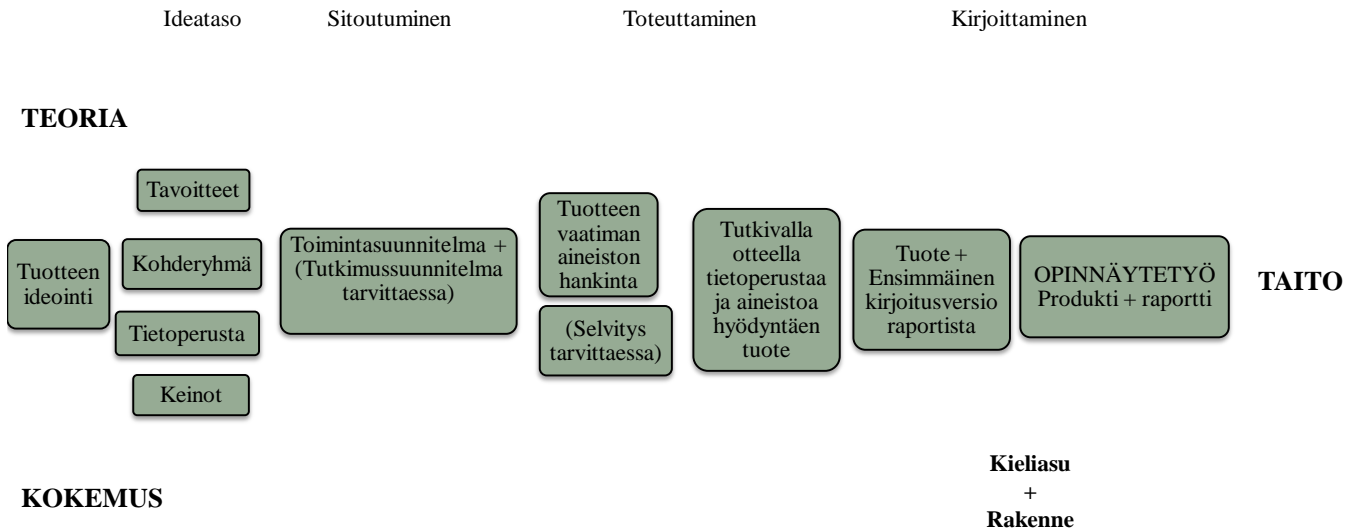 Ideataso Sitoutuminen Toteuttaminen Kirjoittaminen
TEORIA
Tuotteen
ideointi
Tavoitteet
Kohderyhmä
Tietoperusta
Keinot
Toimintasuunnitelma +
(Tutkimussuunnitelma
tarvittaessa)
Tuotteen
vaatiman
aineiston
hankinta
(Selvitys
tarvittaessa)
Tutkivalla
otteella
tietoperustaa
ja aineistoa
hyödyntäen
tuote
Tuote +
Ensimmäinen
kirjoitusversio
raportista
OPINNÄYTETYÖ
Produkti + raportti
TAITO
KOKEMUS
Kieliasu
+
Rakenne